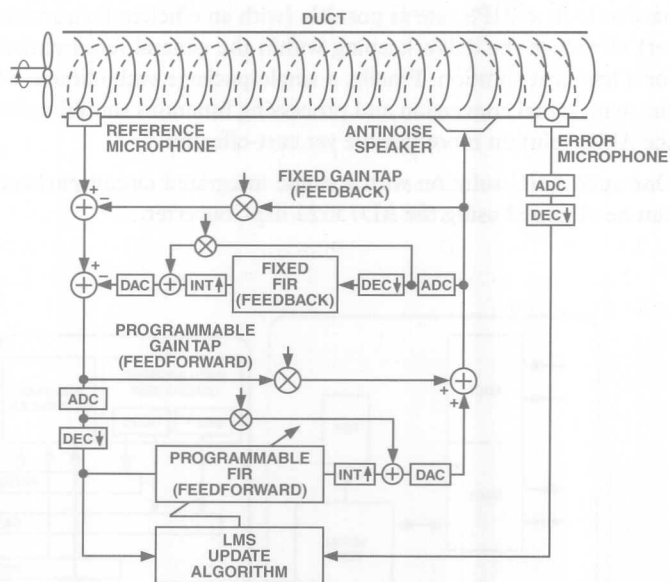 DUCT
REFERENCE
MICROPHONE
ANTINOISE
SPEAKER
ERROR
MICROPHONE
FIXED GAIN TAP
(FEEDBACK)
ADC
DEC
+
−
+
−
DAC
+
INT
FIXED
FIR
(FEEDBACK)
DEC
ADC
PROGRAMMABLE
GAIN TAP
(FEEDFORWARD)
+
+
ADC
DEC
PROGRAMMABLE
FIR
(FEEDFORWARD)
INT
DAC
LMS
UPDATE
ALGORITHM